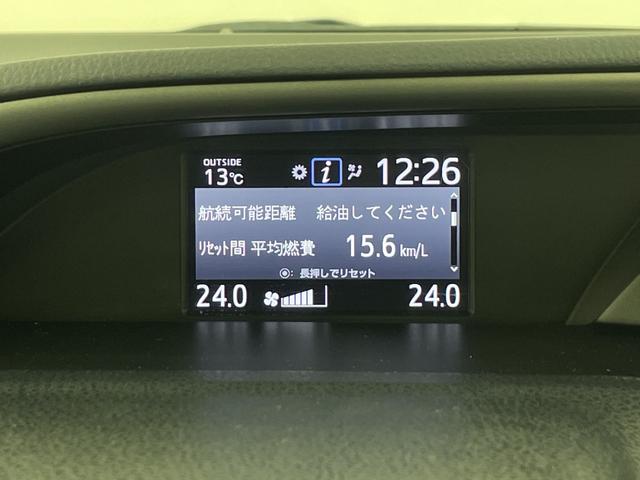 OUTSIDE
13℃ i 12:26
航続可能距離 給油してください
ﾘｾｯﾄ間 平均燃費 15.6 km/L
◉: 長押しでリセット
24.0 24.0